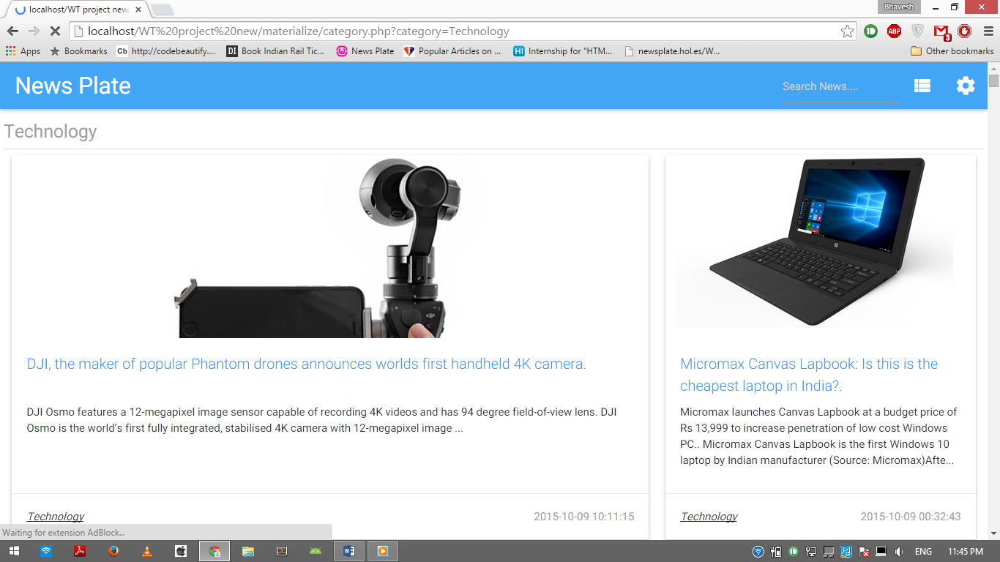 localhost/WT project new,
Bhavesh
localhost/WT%20project%20new/materialize/category.php?category=Technology
ABP
3
Apps
Bookmarks
Cb http://codebeautify....
DI Book Indian Rail Tic...
News Plate
Popular Articles on ...
HI Internship for "HTM...
newsplate.hol.es/W...
Other bookmarks
News Plate
Search News....
Technology
DJI, the maker of popular Phantom drones announces worlds first handheld 4K camera.
DJI Osmo features a 12-megapixel image sensor capable of recording 4K videos and has 94 degree field-of-view lens. DJI
Osmo is the world's first fully integrated, stabilised 4K camera with 12-megapixel image ...
Technology
2015-10-09 10:11:15
Micromax Canvas Lapbook: Is this is the
cheapest laptop in India?.
Micromax launches Canvas Lapbook at a budget price of
Rs 13,999 to increase penetration of low cost Windows
PC.. Micromax Canvas Lapbook is the first Windows 10
laptop by Indian manufacturer (Source: Micromax)Afte...
Technology
2015-10-09 00:32:43
Waiting for extension AdBlock...
ENG
11:45 PM